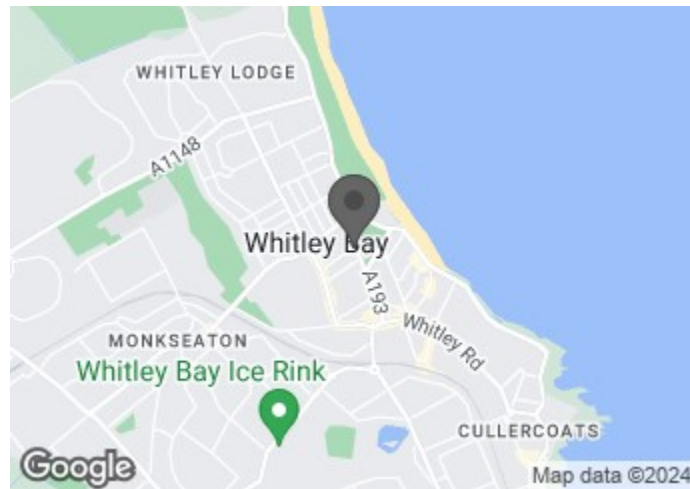 WHITLEY LODGE
A1148
Whitley Bay
A193
MONKSEATON
Whitley Rd
Whitley Bay Ice Rink
CULLERCOATS
Google
Map data ©2024